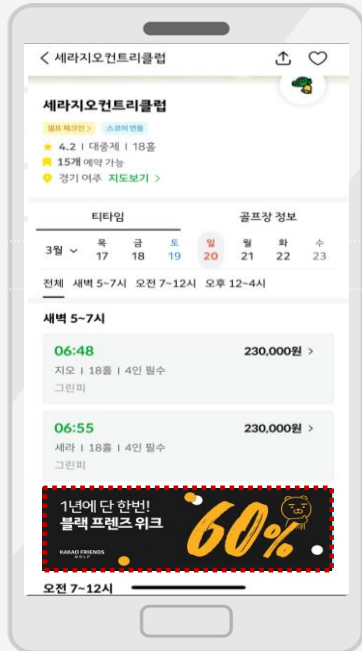 세라지오컨트리클럽
세라지오컨트리클럽
셀프 체크인 >
스코어 연동
4.2 | 대중제 | 18홀
15개 예약 가능
경기 여주 지도보기 >
티타임
골프장 정보
3월
목 금 토 일 월 화 수
17 18 19 20 21 22 23
전체 새벽 5~7시 오전 7~12시 오후 12~4시
새벽 5~7시
06:48 230,000원 >
지오 | 18홀 | 4인 필수
그린피
06:55 230,000원 >
세라 | 18홀 | 4인 필수
그린피
1년에 단 한번!
블랙 프렌즈 위크
60%
KAKAO FRIENDS
GOLF
오전 7~12시